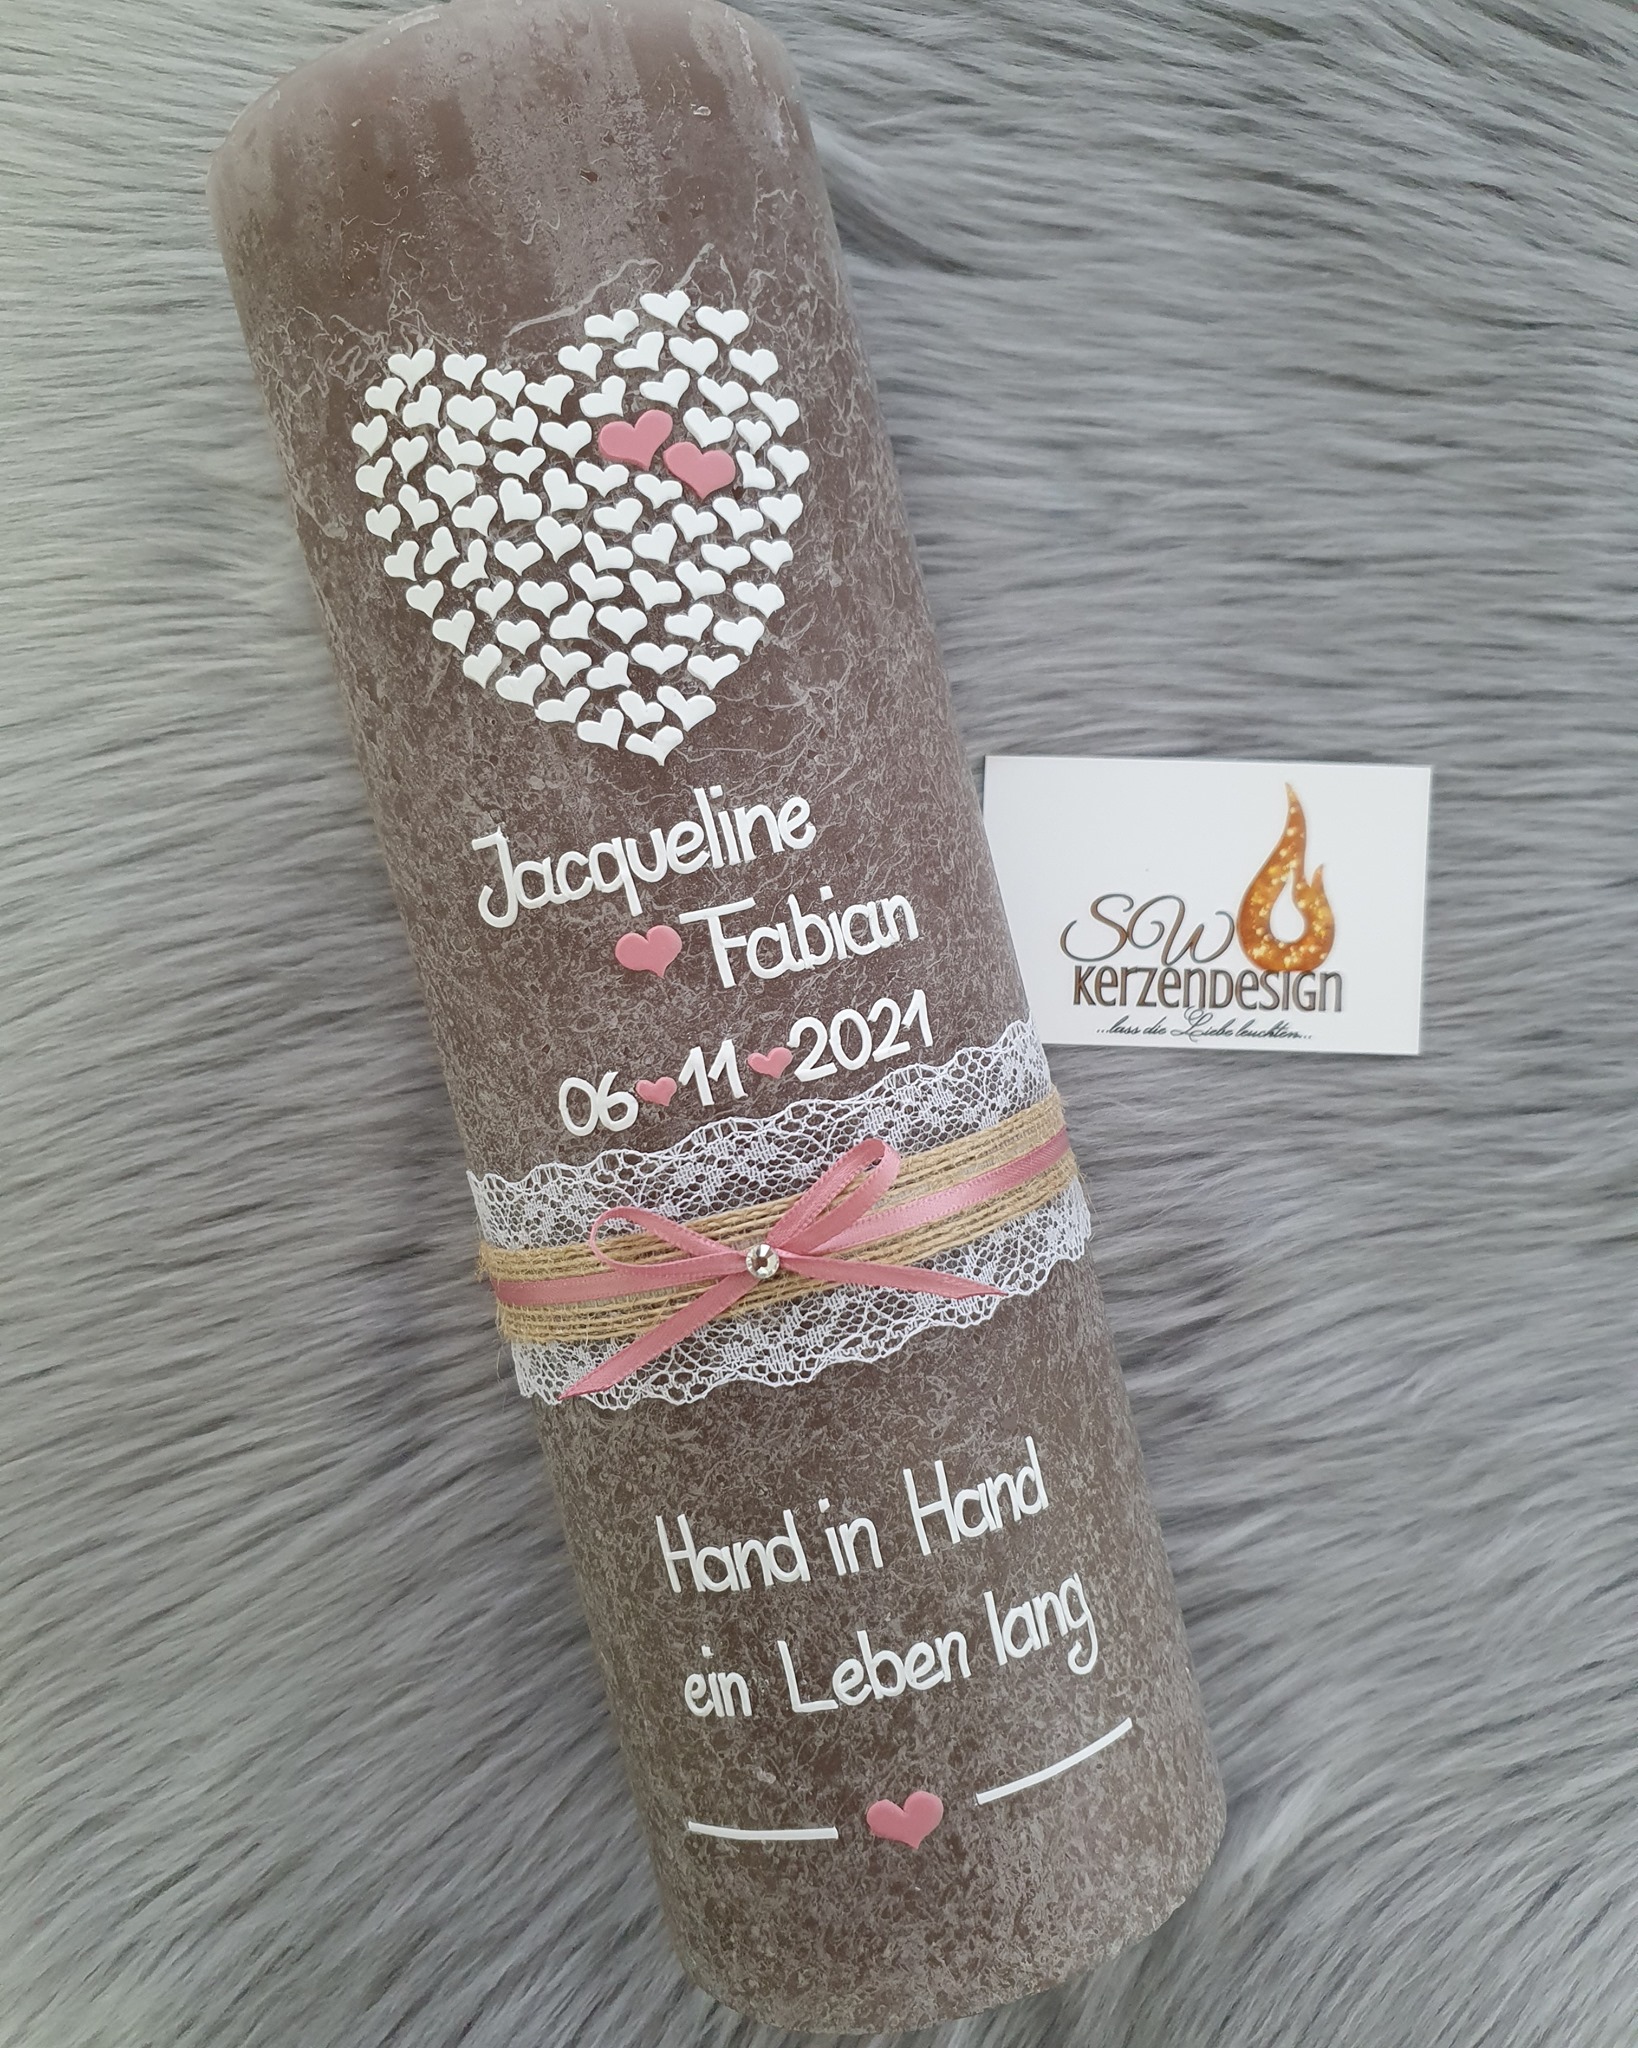 Jacqueline
Fabian
06 11 2021
Hand in Hand
ein Leben lang
SW
KERZENDESIGN
...lass die Liebe leuchten...